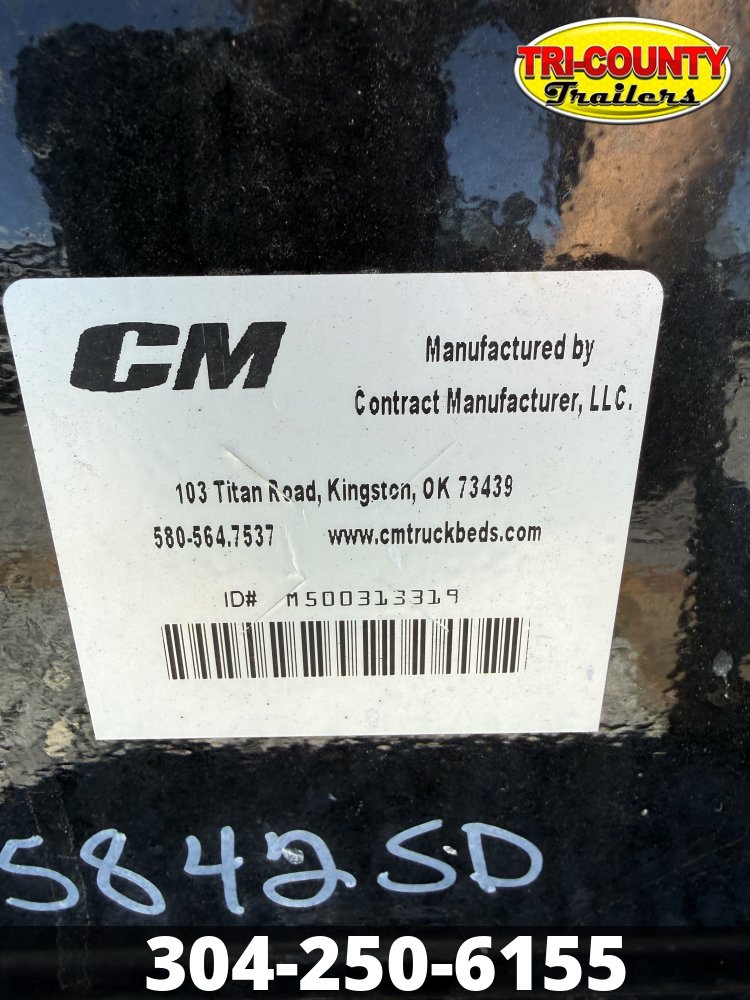 TRI-COUNTY
Trailers
CM
Manufactured by
Contract Manufacturer, LLC.
103 Titan Road, Kingston, OK 73439
580-564.7537 www.cmtruckbeds.com
ID# M500313319
5842SD
304-250-6155